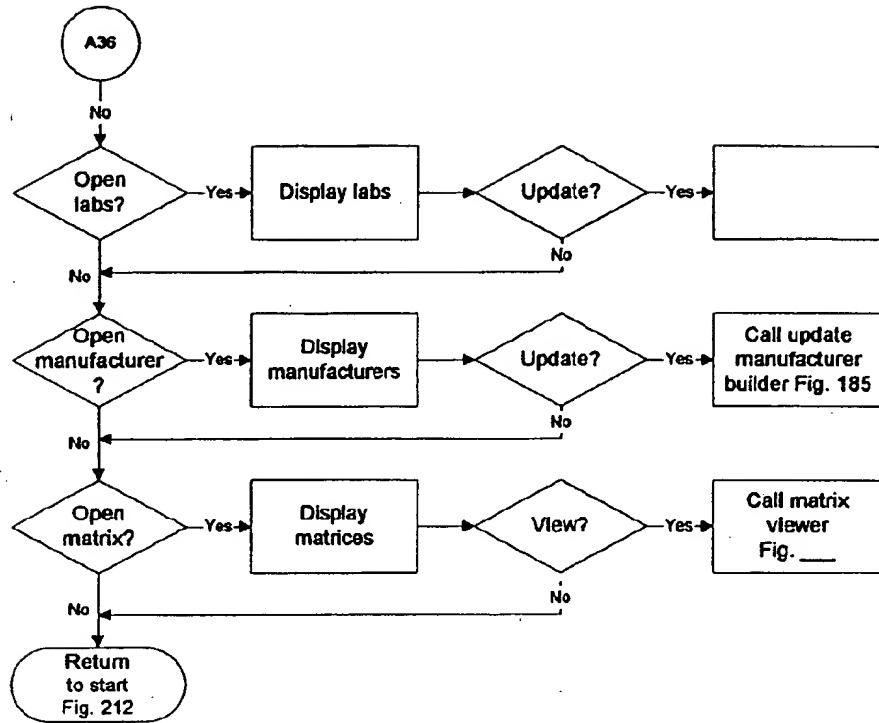 A36
No
Open
labs?
Yes
Display labs
Update?
Yes
No
No
Open
manufacturer
?
Yes
Display
manufacturers
Update?
Yes
Call update
manufacturer
builder Fig. 185
No
No
Open
matrix?
Yes
Display
matrices
View?
Yes
Call matrix
viewer
Fig. ___
No
No
Return
to start
Fig. 212